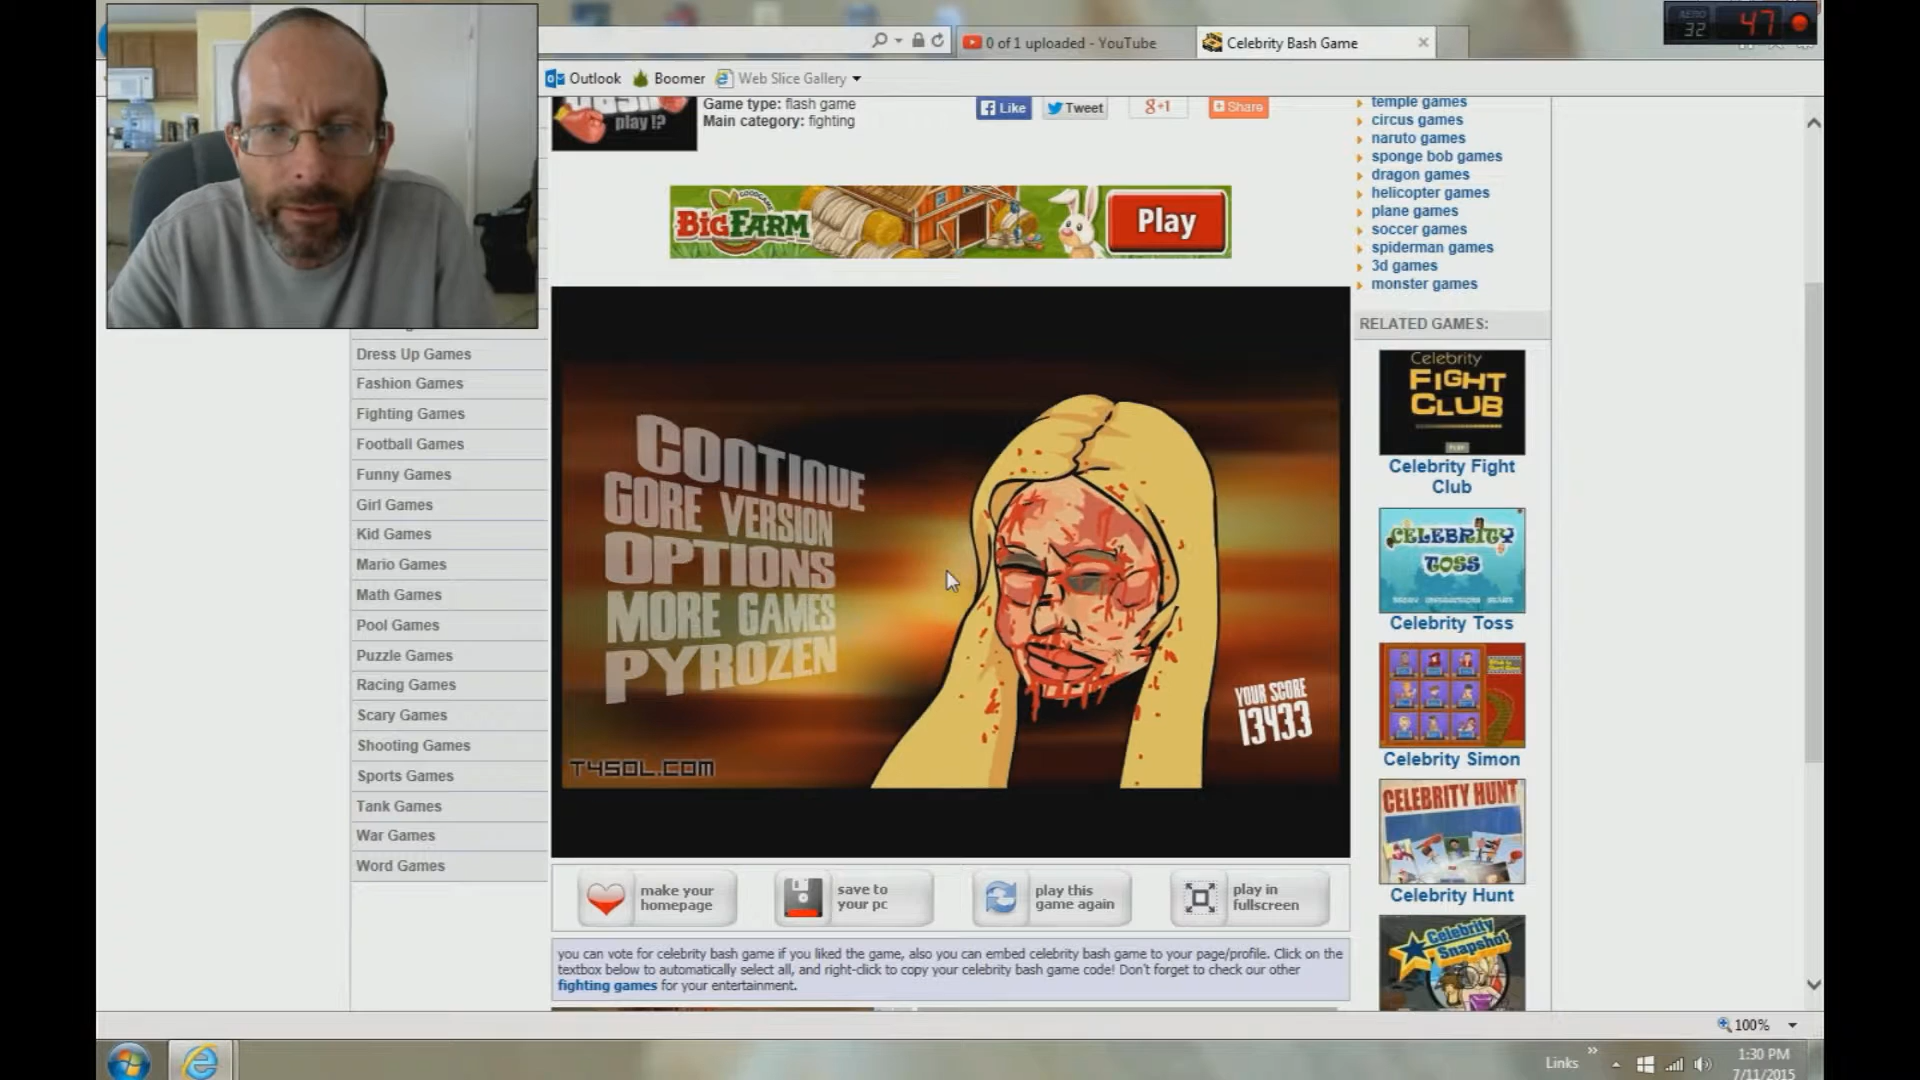 0 of 1 uploaded - YouTube
Celebrity Bash Game
32
47
Outlook
Boomer
Web Slice Gallery
play !?
Game type: flash game
Main category: fighting
Like
Tweet
g+1
Share
GOODGAME
BIGFARM
Play
temple games
circus games
naruto games
sponge bob games
dragon games
helicopter games
plane games
soccer games
spiderman games
3d games
monster games
RELATED GAMES:
Celebrity
FIGHT
CLUB
PLAY
Celebrity Fight
Club
CELEBRITY
TOSS
Celebrity Toss
Celebrity Simon
CELEBRITY HUNT
Celebrity Hunt
Celebrity
Snapshot
Dress Up Games
Fashion Games
Fighting Games
Football Games
Funny Games
Girl Games
Kid Games
Mario Games
Math Games
Pool Games
Puzzle Games
Racing Games
Scary Games
Shooting Games
Sports Games
Tank Games
War Games
Word Games
CONTINUE
GORE VERSION
OPTIONS
MORE GAMES
PYROZEN
T45OL.COM
YOUR SCORE
13433
make your
homepage
save to
your pc
play this
game again
play in
fullscreen
you can vote for celebrity bash game if you liked the game, also you can embed celebrity bash game to your page/profile. Click on the
textbox below to automatically select all, and right-click to copy your celebrity bash game code! Don't forget to check our other
fighting games for your entertainment.
100%
Links
1:30 PM
7/11/2015